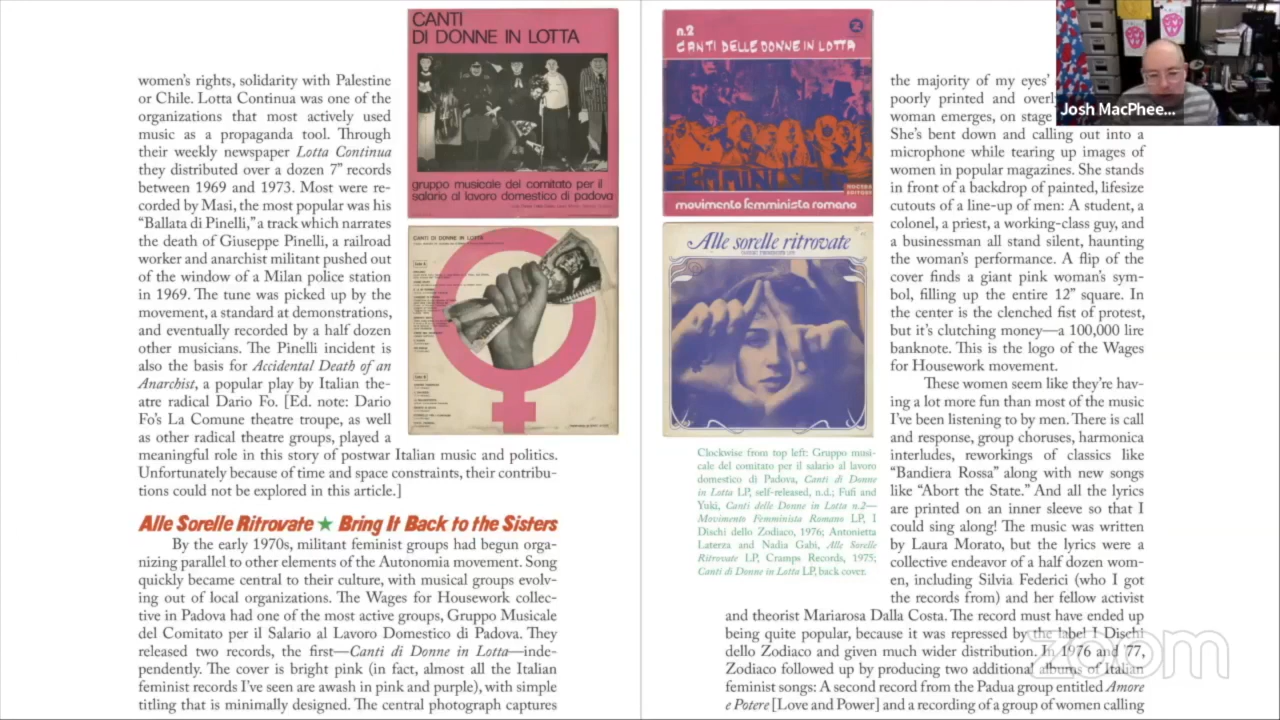 women's rights, solidarity with Palestine
or Chile. Lotta Continua was one of the
organizations that most actively used
music as a propaganda tool. Through
their weekly newspaper Lotta Continua
they distributed over a dozen 7" records
between 1969 and 1973. Most were re-
corded by Masi, the most popular was his
"Ballata di Pinelli," a track which narrates
the death of Giuseppe Pinelli, a railroad
worker and anarchist militant pushed out
of the window of a Milan police station
in 1969. The tune was picked up by the
movement, a standard at demonstrations,
and eventually recorded by a half dozen
other musicians. The Pinelli incident is
also the basis for Accidental Death of an
Anarchist, a popular play by Italian the-
ater radical Dario Fo. [Ed. note: Dario
Fo's La Comune theatre troupe, as well
as other radical theatre groups, played a
meaningful role in this story of postwar Italian music and politics.
Unfortunately because of time and space constraints, their contribu-
tions could not be explored in this article.]
Alle Sorelle Ritrovate ★ Bring It Back to the Sisters
By the early 1970s, militant feminist groups had begun orga-
nizing parallel to other elements of the Autonomia movement. Song
quickly became central to their culture, with musical groups evolv-
ing out of local organizations. The Wages for Housework collec-
tive in Padova had one of the most active groups, Gruppo Musicale
del Comitato per il Salario al Lavoro Domestico di Padova. They
released two records, the first—Canti di Donne in Lotta—inde-
pendently. The cover is bright pink (in fact, almost all the Italian
feminist records I've seen are awash in pink and purple), with simple
titling that is minimally designed. The central photograph captures
CANTI
DI DONNE IN LOTTA
gruppo musicale del comitato per il
salario al lavoro domestico di padova
CANTI DI DONNE IN LOTTA
n.2
CANTI DELLE DONNE IN LOTTA
FEMINISM
movimento femminista romano
Alle sorelle ritrovate
Clockwise from top left: Gruppo musi-
cale del comitato per il salario al lavoro
domestico di Padova, Canti di Donne
in Lotta LP, self-released, n.d.; Fufi and
Yuki, Canti delle Donne in Lotta n.2—
Movimento Femminista Romano LP, I
Dischi dello Zodiaco, 1976; Antonietta
Laterza and Nadia Gabi, Alle Sorelle
Ritrovate LP, Cramps Records, 1975;
Canti di Donne in Lotta LP, back cover.
the majority of my eyes'
poorly printed and overly
woman emerges, on stage
She's bent down and calling out into a
microphone while tearing up images of
women in popular magazines. She stands
in front of a backdrop of painted, lifesize
cutouts of a line-up of men: A student, a
colonel, a priest, a working-class guy, and
a businessman all stand silent, haunting
the woman's performance. A flip of the
cover finds a giant pink woman's sym-
bol, filling up the entire 12" square. In
the center is the clenched fist of protest,
but it's clutching money—a 100,000 lire
banknote. This is the logo of the Wages
for Housework movement.
These women seem like they're hav-
ing a lot more fun than most of the music
I've been listening to by men. There is call
and response, group choruses, harmonica
interludes, reworkings of classics like
"Bandiera Rossa" along with new songs
like "Abort the State." And all the lyrics
are printed on an inner sleeve so that I
could sing along! The music was written
by Laura Morato, but the lyrics were a
collective endeavor of a half dozen wom-
en, including Silvia Federici (who I got
the records from) and her fellow activist
and theorist Mariarosa Dalla Costa. The record must have ended up
being quite popular, because it was repressed by the label I Dischi
dello Zodiaco and given much wider distribution. In 1976 and '77,
Zodiaco followed up by producing two additional albums of Italian
feminist songs: A second record from the Padua group entitled Amore
e Potere [Love and Power] and a recording of a group of women calling
Josh MacPhee...
zoom